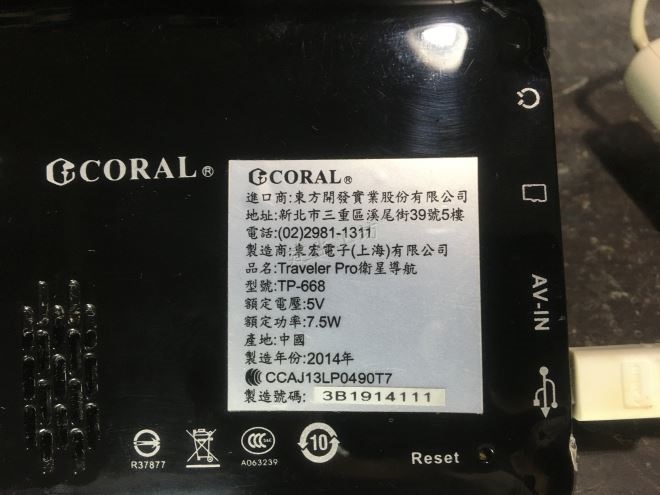 CORAL®
CORAL®
進口商:東方開發實業股份有限公司
地址:新北市三重區溪尾街39號5樓
電話:(02)2981-1311
製造商:東宏電子(上海)有限公司
品名:Traveler Pro衛星導航
型號:TP-668
額定電壓:5V
額定功率:7.5W
產地:中國
製造年份:2014年
CCAJ13LP0490T7
製造號碼: 3B1914111
AV-IN
R37877
CCC
A063239
10
Reset